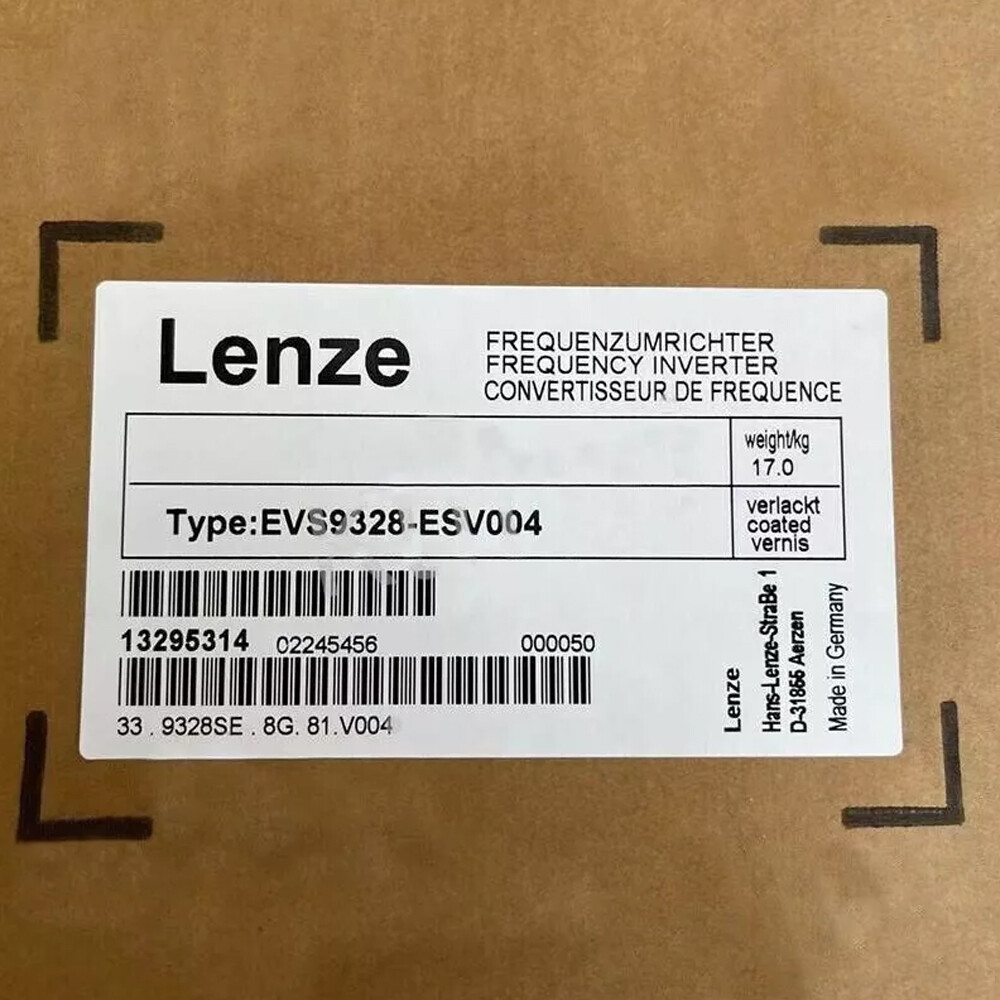 Lenze
FREQUENZUMRICHTER
FREQUENCY INVERTER
CONVERTISSEUR DE FREQUENCE
weight/kg
17.0
Type:EVS9328-ESV004
verlackt
coated
vernis
13295314 02245456 000050
33 . 9328SE . 8G. 81.V004
Lenze
Hans-Lenze-StraBe 1
D-31855 Aerzen
Made in Germany